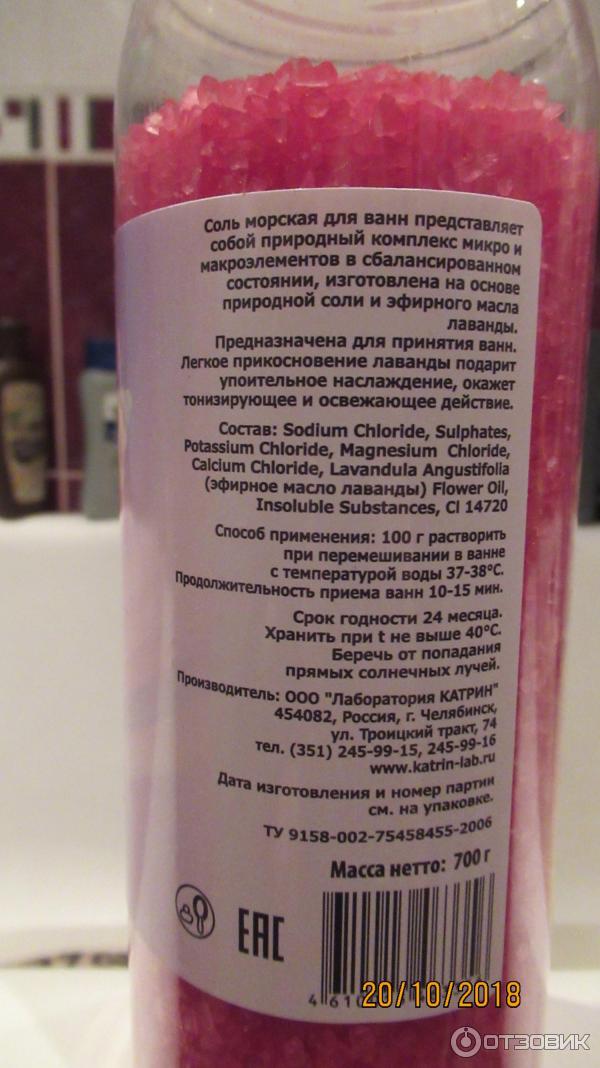 Соль морская для ванн представляет
собой природный комплекс микро и
макроэлементов в сбалансированном
состоянии, изготовлена на основе
природной соли и эфирного масла
лаванды.
Предназначена для принятия ванн.
Легкое прикосновение лаванды подарит
упоительное наслаждение, окажет
тонизирующее и освежающее действие.
Состав: Sodium Chloride, Sulphates,
Potassium Chloride, Magnesium Chloride,
Calcium Chloride, Lavandula Angustifolia
(эфирное масло лаванды) Flower Oil,
Insoluble Substances, Cl 14720
Способ применения: 100 г растворить
при перемешивании в ванне
с температурой воды 37-38°С.
Продолжительность приема ванн 10-15 мин.
Срок годности 24 месяца.
Хранить при t не выше 40°С.
Беречь от попадания
прямых солнечных лучей.
Производитель: ООО "Лаборатория КАТРИН"
454082, Россия, г. Челябинск,
ул. Троицкий тракт, 74
тел. (351) 245-99-15, 245-99-16
www.katrin-lab.ru
Дата изготовления и номер партии
см. на упаковке.
ТУ 9158-002-75458455-2006
Масса нетто: 700 г
EAC
4 610
20/10/2018
ОТЗОВИК